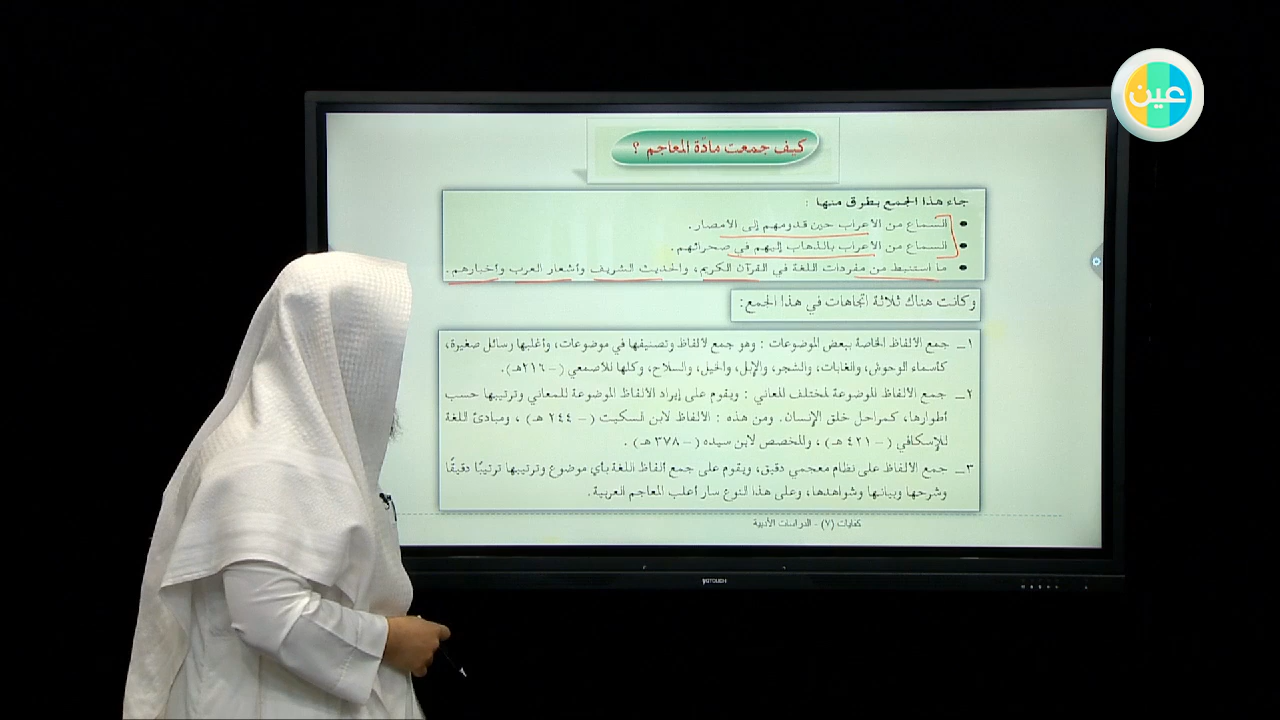 عين
كيف جمعت مادّة المعاجم ؟
جاء هذا الجمع بطرق منها :
• السماع من الأعراب حين قدومهم إلى الأمصار.
• السماع من الأعراب بالذهاب إليهم في صحرائهم.
• ما استنبط من مفردات اللغة في القرآن الكريم، والحديث الشريف وأشعار العرب وأخبارهم.
وكانت هناك ثلاثة اتجاهات في هذا الجمع:
١ــ جمع الألفاظ الخاصة ببعض الموضوعات : وهو جمع لألفاظ وتصنيفها في موضوعات، وأغلبها رسائل صغيرة،
كأسماء الوحوش، والغابات، والشجر، والإبل، والخيل، والسلاح، وكلها للأصمعي (– ٢١٦هـ).
٢ــ جمع الألفاظ الموضوعة لمختلف المعاني : ويقوم على إيراد الألفاظ الموضوعة للمعاني وترتيبها حسب
أطوارها، كمراحل خلق الإنسان. ومن هذه : الألفاظ لابن السكيت (– ٢٤٤ هـ) ، ومبادئ اللغة
للإسكافي (– ٤٢١ هـ) ، والمخصص لابن سيده (– ٣٧٨ هـ) .
٣ــ جمع الألفاظ على نظام معجمي دقيق، ويقوم على جمع ألفاظ اللغة بأي موضوع وترتيبها ترتيبًا دقيقًا
وشرحها وبيانها وشواهدها، وعلى هذا النوع سار أغلب المعاجم العربية.
كفايات (٧) - الدراسات الأدبية